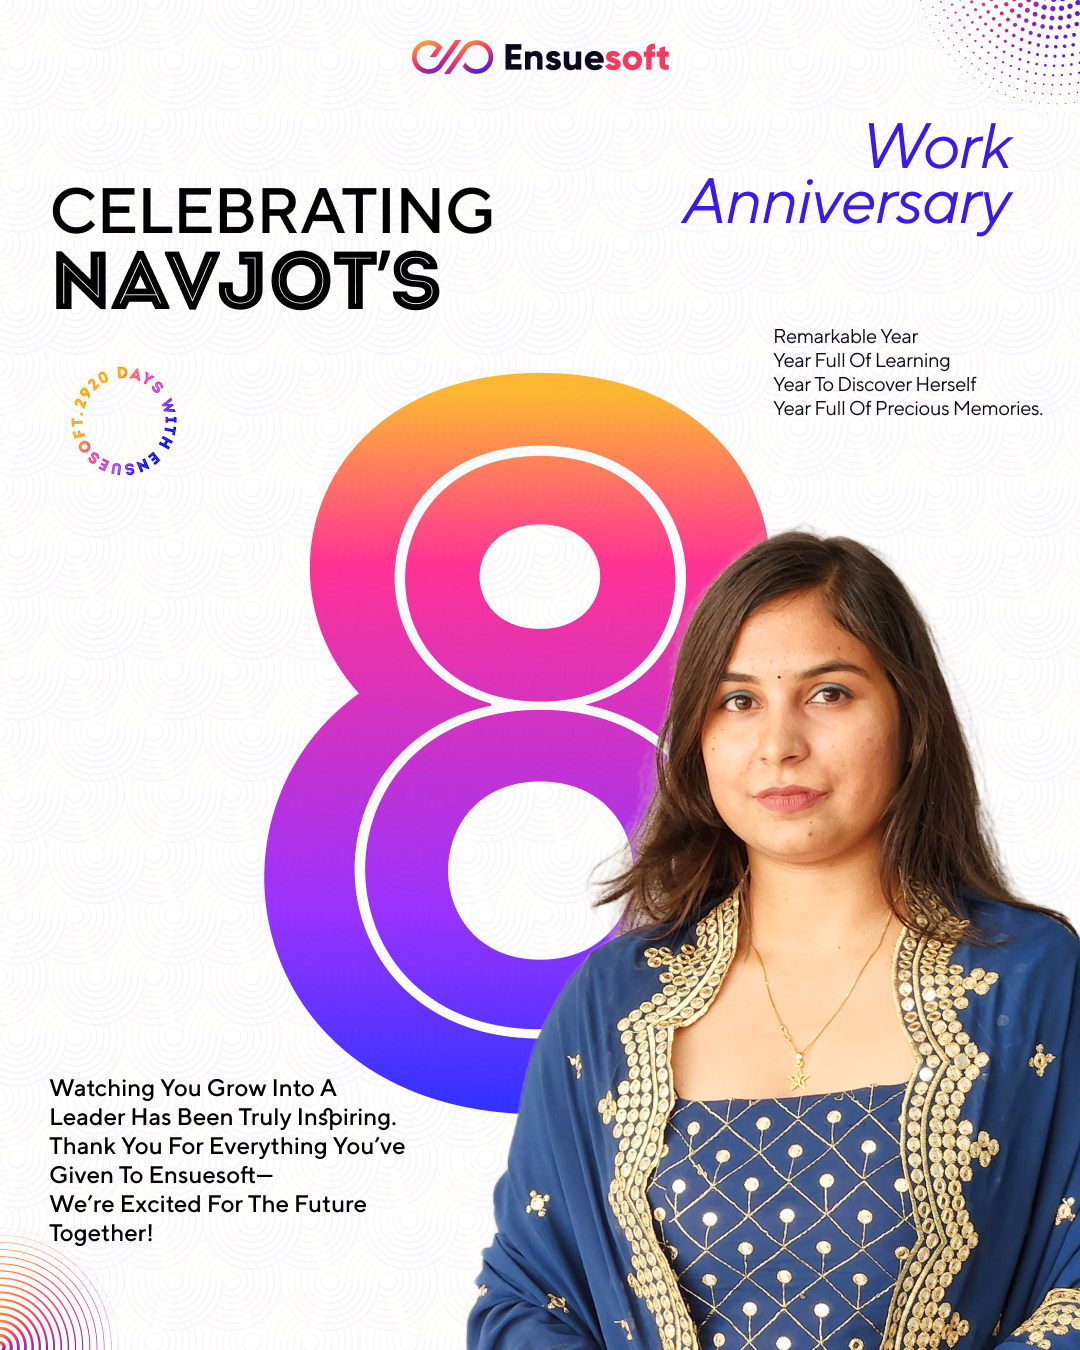 Ensuesoft
Work
Anniversary
CELEBRATING
NAVJOT'S
Remarkable Year
Year Full Of Learning
Year To Discover Herself
Year Full Of Precious Memories.
2920 DAYS WITH ENSUESOFT.
8
Watching You Grow Into A
Leader Has Been Truly Inspiring.
Thank You For Everything You've
Given To Ensuesoft—
We're Excited For The Future
Together!